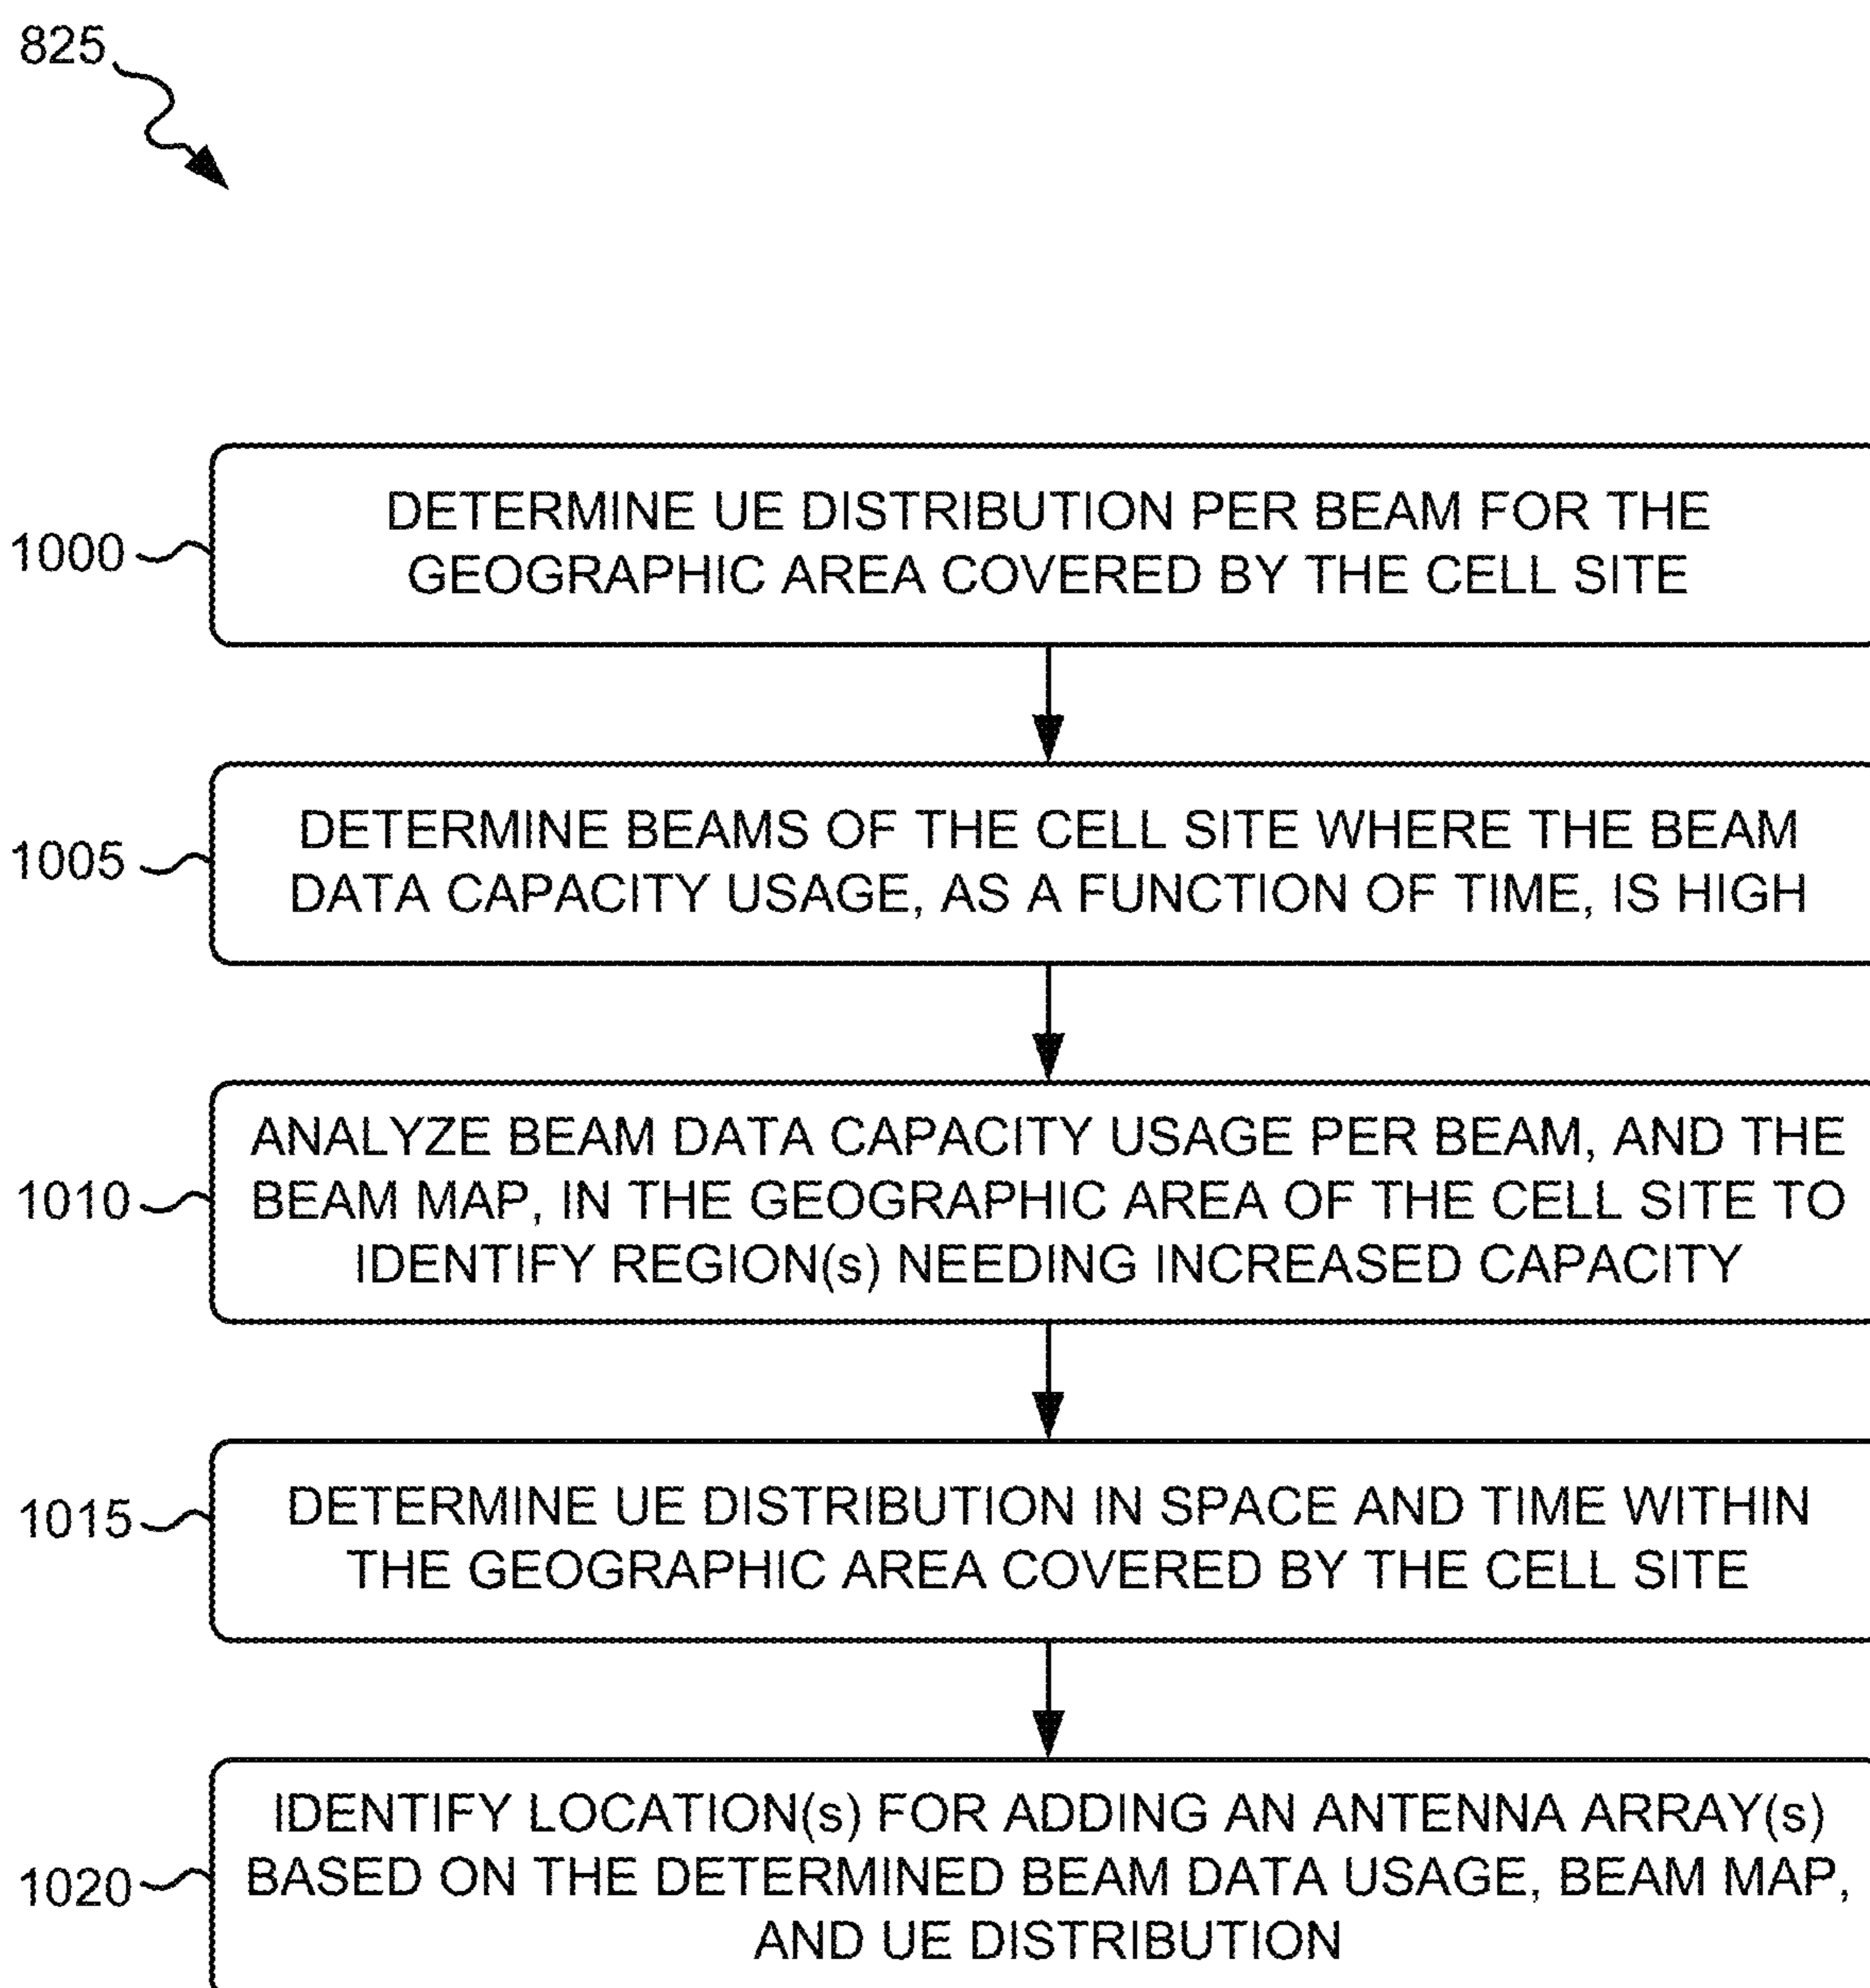 825
1000
DETERMINE UE DISTRIBUTION PER BEAM FOR THE
GEOGRAPHIC AREA COVERED BY THE CELL SITE
1005
DETERMINE BEAMS OF THE CELL SITE WHERE THE BEAM
DATA CAPACITY USAGE, AS A FUNCTION OF TIME, IS HIGH
1010
ANALYZE BEAM DATA CAPACITY USAGE PER BEAM, AND THE
BEAM MAP, IN THE GEOGRAPHIC AREA OF THE CELL SITE TO
IDENTIFY REGION(s) NEEDING INCREASED CAPACITY
1015
DETERMINE UE DISTRIBUTION IN SPACE AND TIME WITHIN
THE GEOGRAPHIC AREA COVERED BY THE CELL SITE
1020
IDENTIFY LOCATION(s) FOR ADDING AN ANTENNA ARRAY(s)
BASED ON THE DETERMINED BEAM DATA USAGE, BEAM MAP,
AND UE DISTRIBUTION